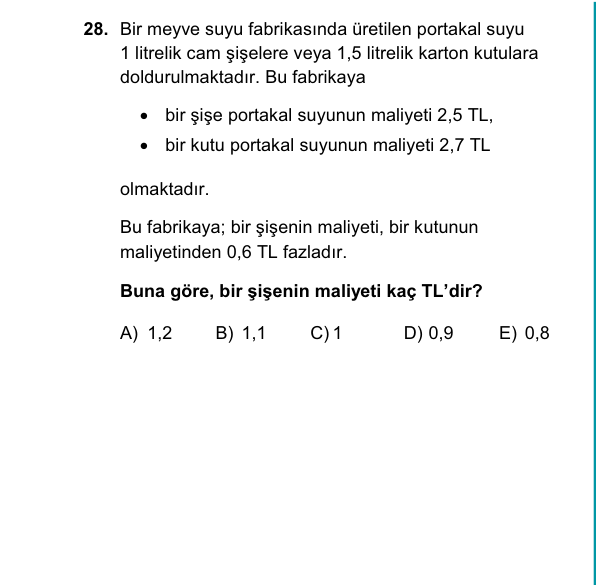 28. Bir meyve suyu fabrikasında üretilen portakal suyu
1 litrelik cam şişelere veya 1,5 litrelik karton kutulara
doldurulmaktadır. Bu fabrikaya
• bir şişe portakal suyunun maliyeti 2,5 TL,
• bir kutu portakal suyunun maliyeti 2,7 TL
olmaktadır.
Bu fabrikaya; bir şişenin maliyeti, bir kutunun
maliyetinden 0,6 TL fazladır.
Buna göre, bir şişenin maliyeti kaç TL’dir?
A) 1,2 B) 1,1 C) 1 D) 0,9 E) 0,8